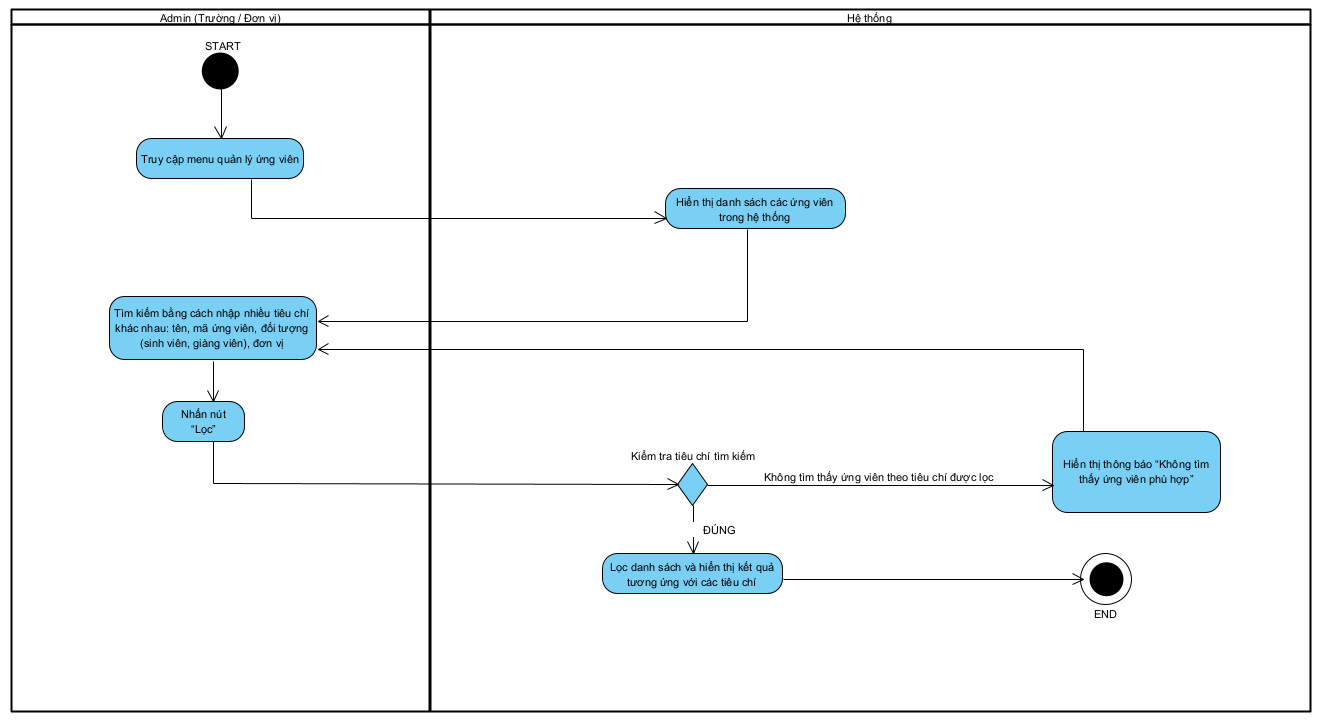 Admin (Trường / Đơn vị)
Hệ thống
START
Truy cập menu quản lý ứng viên
Hiển thị danh sách các ứng viên
trong hệ thống
Tìm kiếm bằng cách nhập nhiều tiêu chí
khác nhau: tên, mã ứng viên, đối tượng
(sinh viên, giàng viên), đơn vị
Nhấn nút
“Lọc”
Kiểm tra tiêu chí tìm kiếm
Không tìm thấy ứng viên theo tiêu chí được lọc
Hiển thị thông báo “Không tìm
thấy ứng viên phù hợp”
ĐÚNG
Lọc danh sách và hiển thị kết quả
tương ứng với các tiêu chí
END